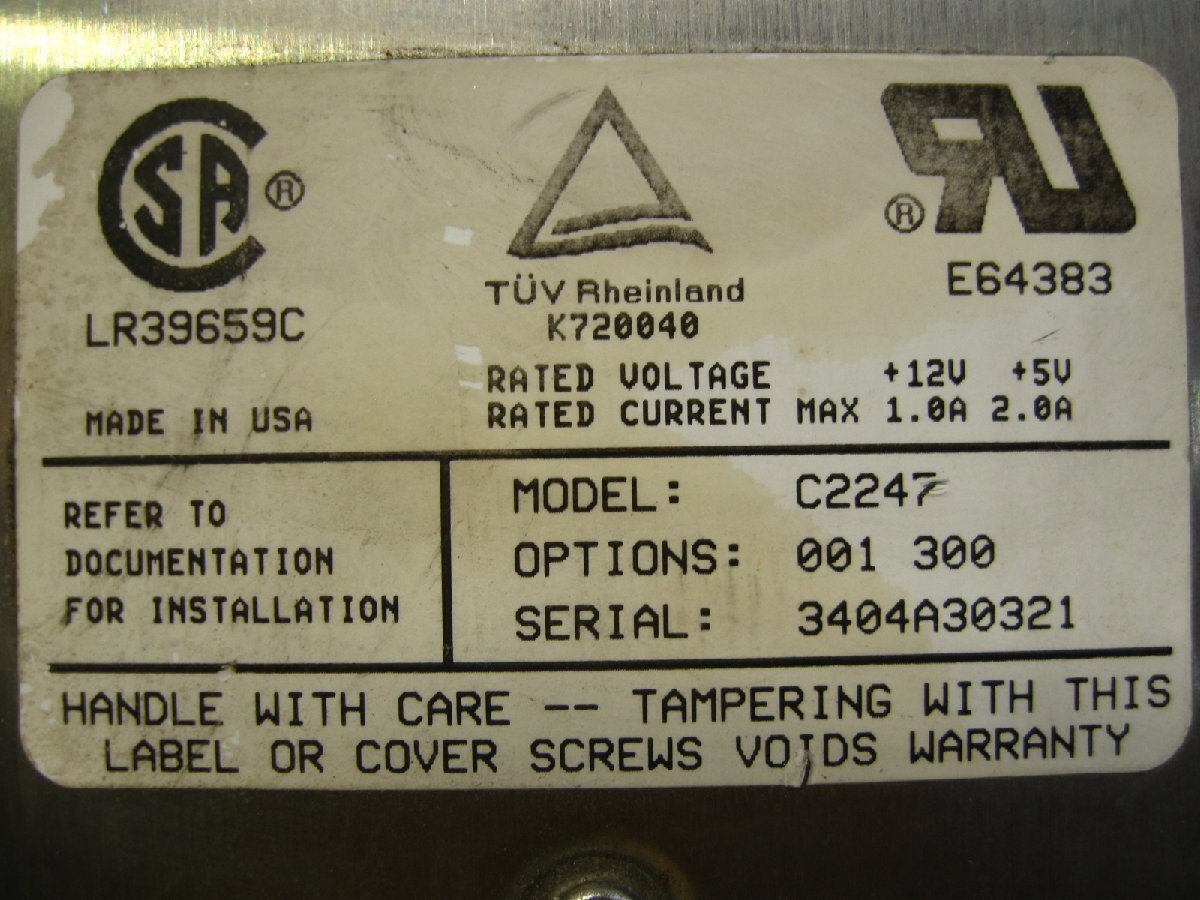 CSA ®
LR39659C
MADE IN USA
TÜV Rheinland
K720040
® RU
E64383
RATED VOLTAGE +12V +5V
RATED CURRENT MAX 1.0A 2.0A
REFER TO
DOCUMENTATION
FOR INSTALLATION
MODEL: C2247
OPTIONS: 001 300
SERIAL: 3404A30321
HANDLE WITH CARE -- TAMPERING WITH THIS
LABEL OR COVER SCREWS VOIDS WARRANTY